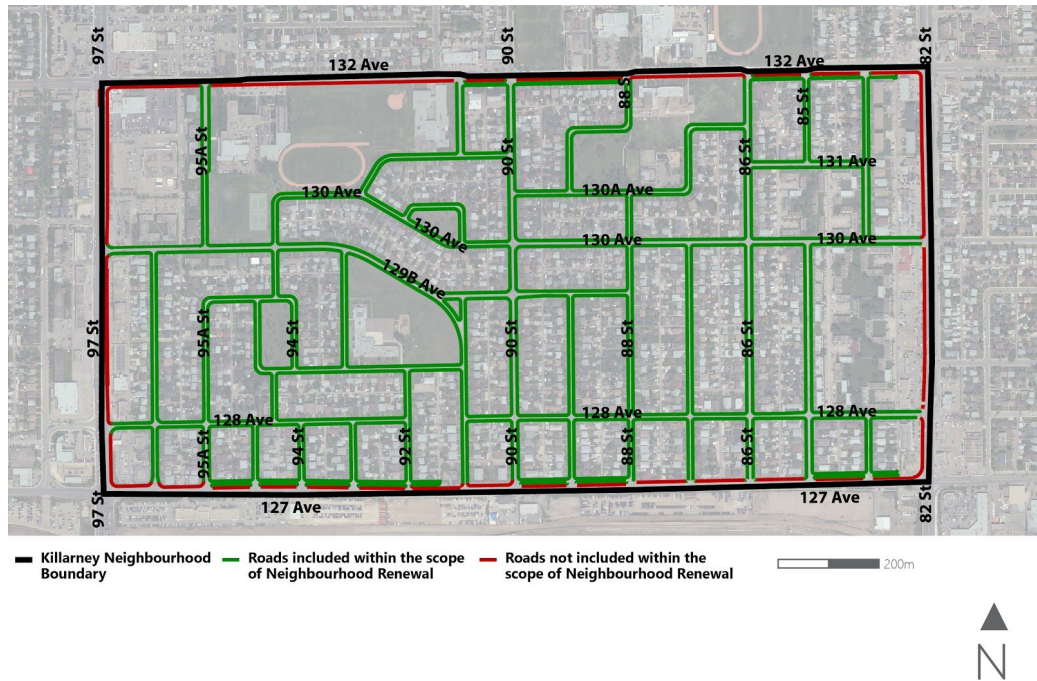 97 St
90 St
82 St
132 Ave
132 Ave
88 S
85 St
95A St
90 St
86 St
131 Ave
130 Ave
130A Ave
130 Ave
130 Ave
130 Ave
129B Ave
97 St
95A St
94 St
90 St
88 St
86 St
128 Ave
128 Ave
128 Ave
95A St
94 St
92 St
90 St
88 St
86 St
97 St
127 Ave
127 Ave
82 St
Killarney Neighbourhood
Boundary
Roads included within the scope
of Neighbourhood Renewal
Roads not included within the
scope of Neighbourhood Renewal
200m
N